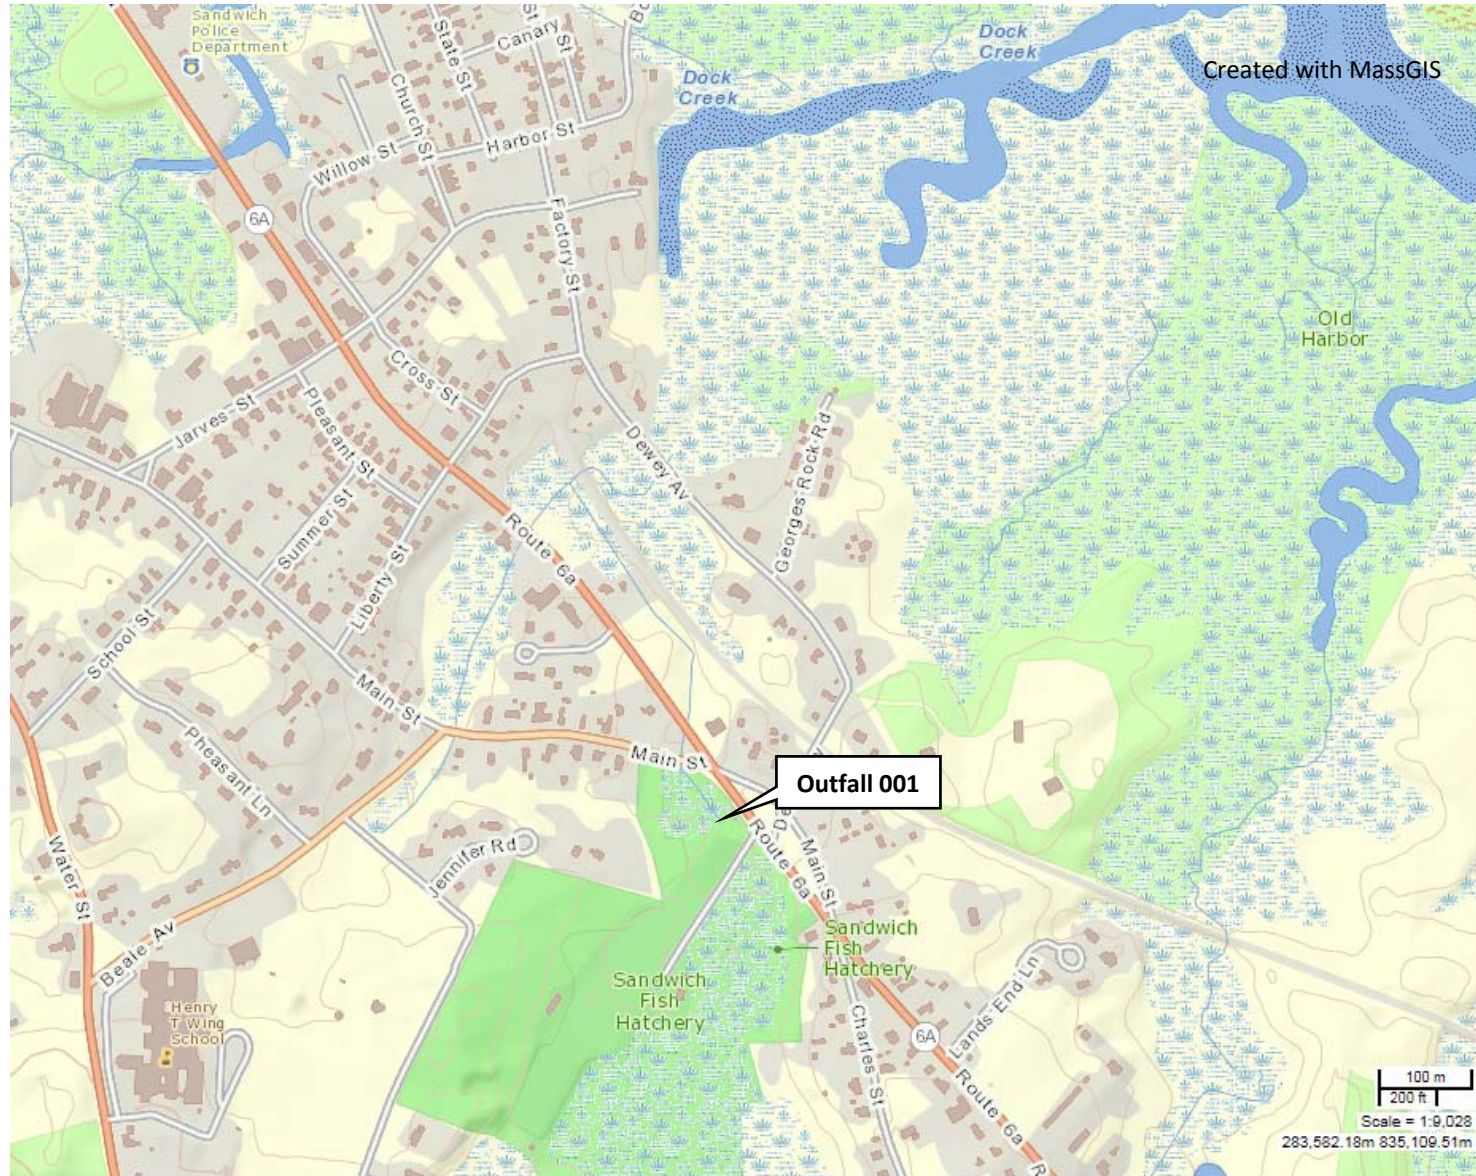 Sandwich
Police
Department
State St
Canary St
St
Dock
Creek
Dock
Creek
Created with MassGIS
Church St
Harbor St
Willow St
6A
Factory St
Old
Harbor
Cross St
Jarves St
Pleasant St
Dewey Av
Georges Rock Rd
Summer St
Route 6a
Liberty St
School St
Main St
Pheasant Ln
Main St
Outfall 001
Water St
Jennifer Rd
Route 6a
Main St
Beale Av
Sandwich
Fish
Hatchery
Sandwich
Fish
Hatchery
Henry
T Wing
School
Lands End Ln
Charles St
6A
Route 6a
R
100 m
200 ft
Scale = 1:9,028
283,582.18m 835,109.51m